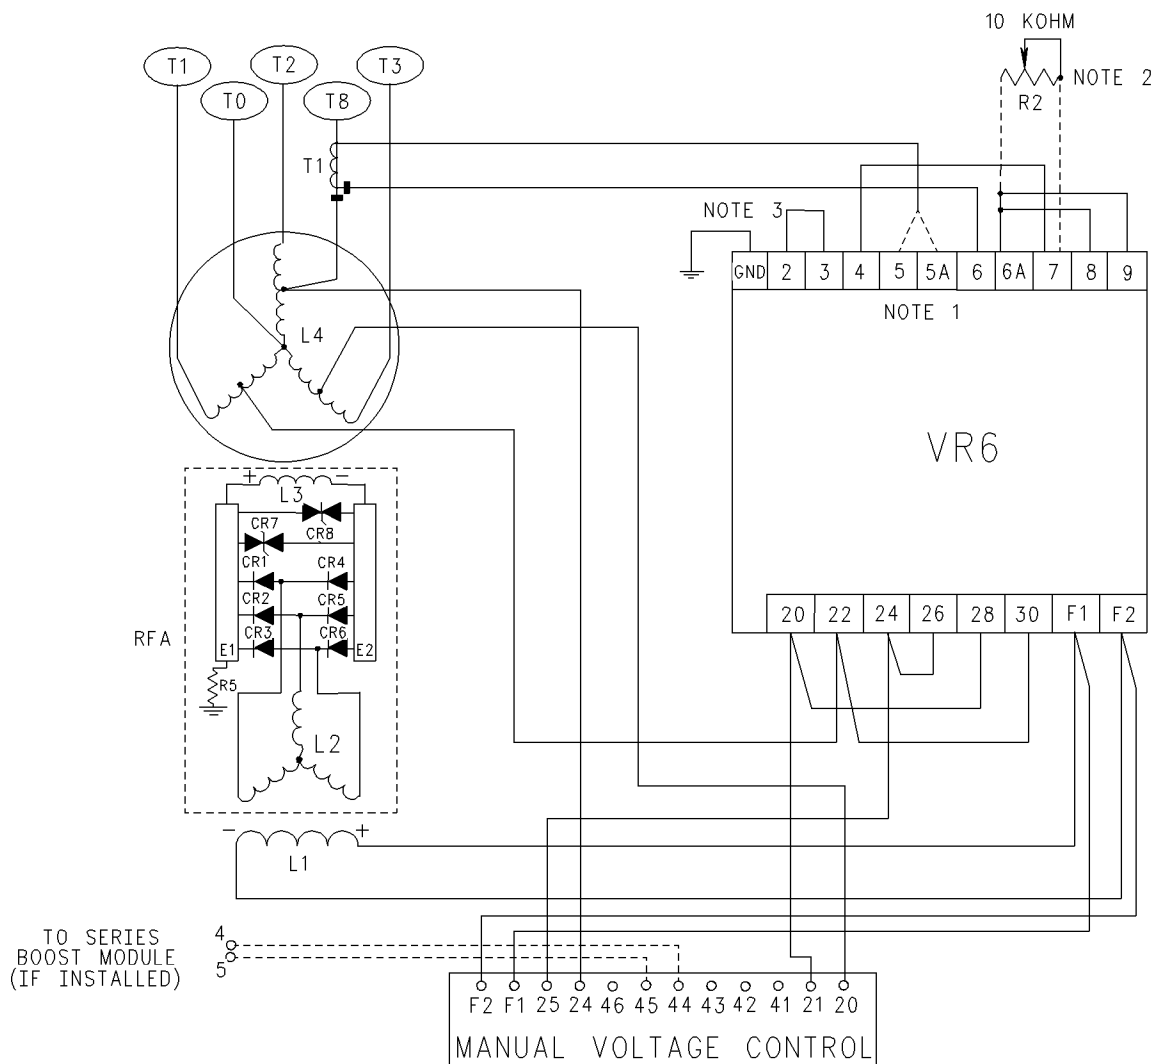 10 KOHM
T1
T2
T3
T0
T8
NOTE 2
R2
T1
NOTE 3
GND 2 3 4 5 5A 6 6A 7 8 9
NOTE 1
L4
VR6
+ -
L3
CR7
CR8
CR1 CR4
CR2 CR5
CR3 CR6
RFA
E1 E2
R5
L2
20 22 24 26 28 30 F1 F2
- +
L1
TO SERIES
BOOST MODULE
(IF INSTALLED)
4
5
F2 F1 25 24 46 45 44 43 42 41 21 20
MANUAL VOLTAGE CONTROL